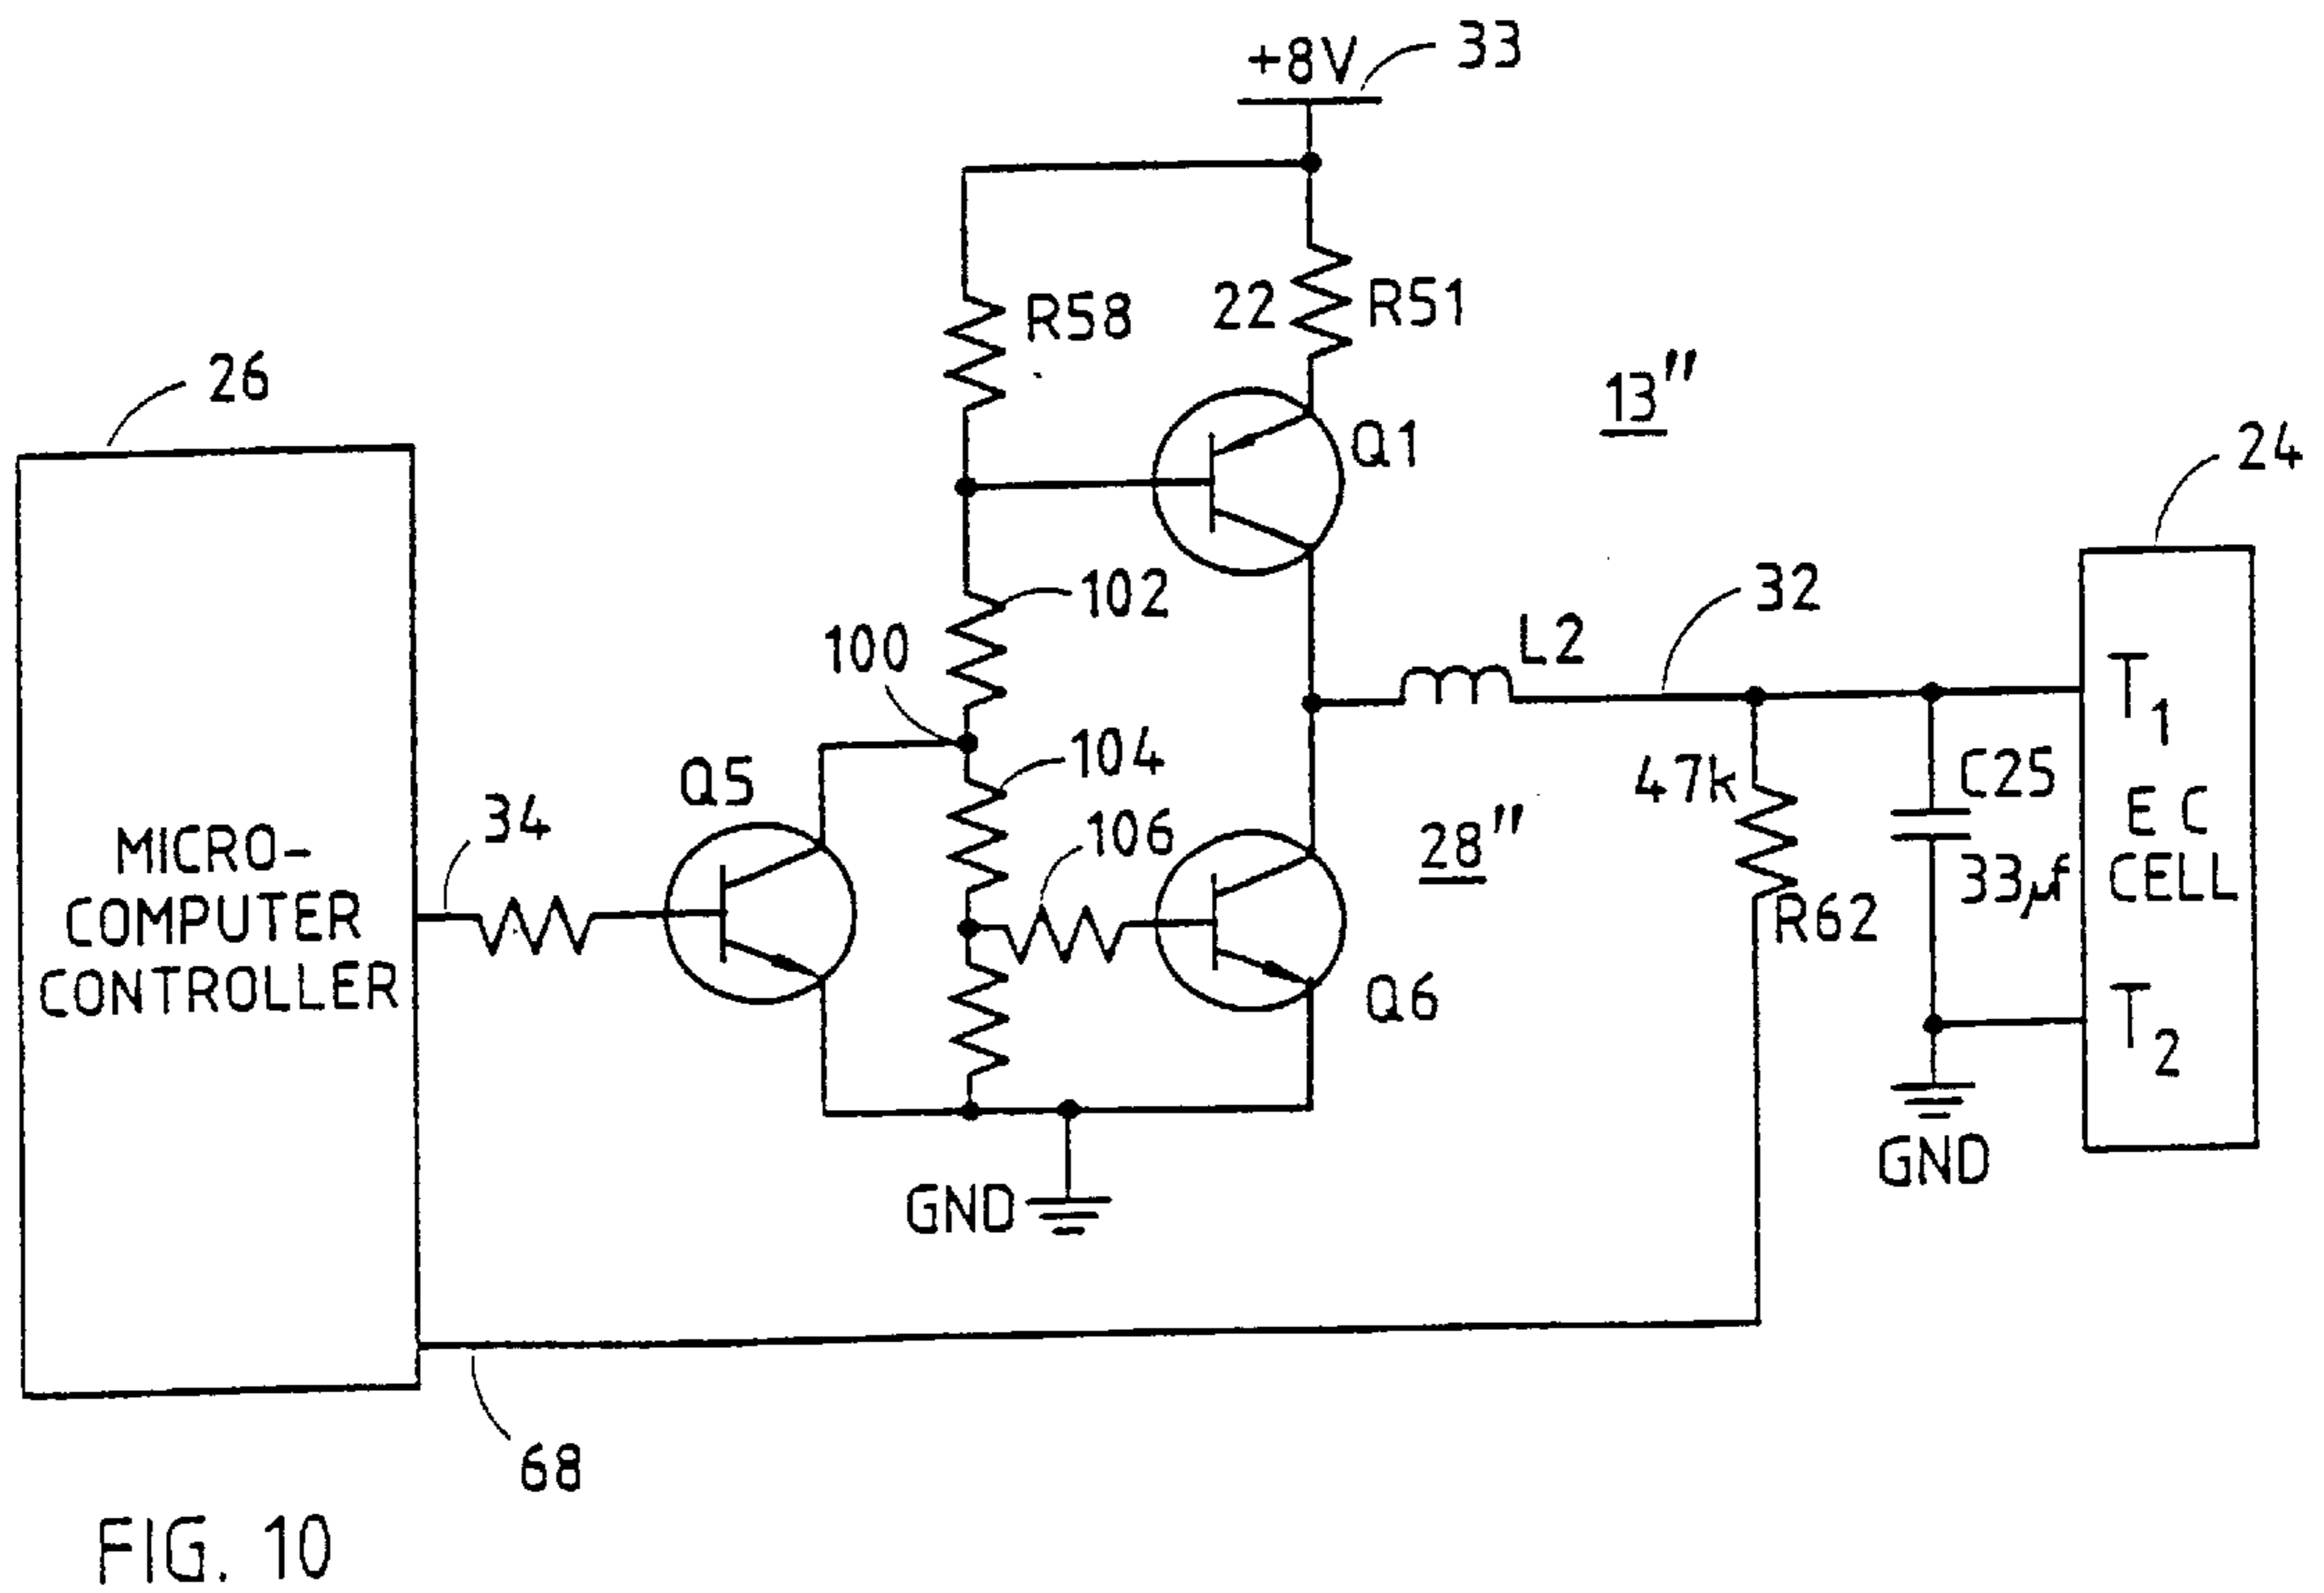 +8V
33
R58
22
R51
26
Q1
13"
24
102
100
32
L2
T1
Q5
104
34
106
28"
47k
C25
MICRO-
COMPUTER
CONTROLLER
EC
CELL
33µf
R62
Q6
T2
GND
GND
68
FIG. 10